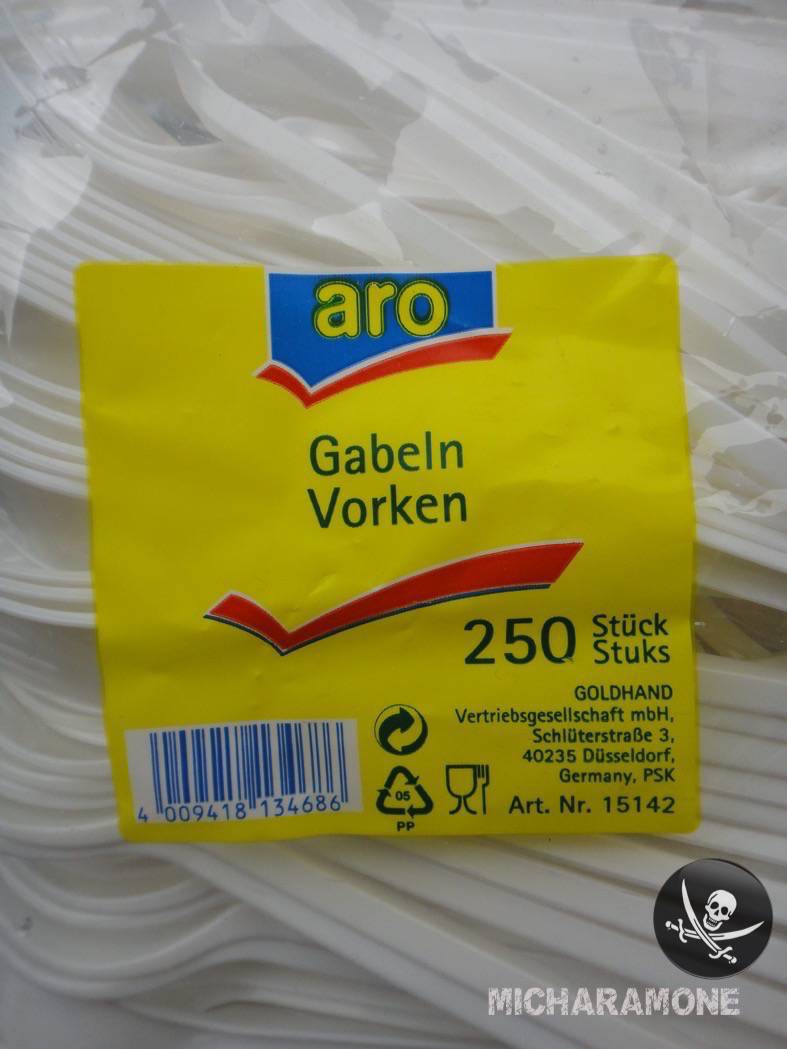 aro
Gabeln
Vorken
250 Stück
Stuks
GOLDHAND
Vertriebsgesellschaft mbH,
Schlüterstraße 3,
40235 Düsseldorf,
Germany, PSK
Art. Nr. 15142
05
PP
4 009418 134686
MICHARAMONE